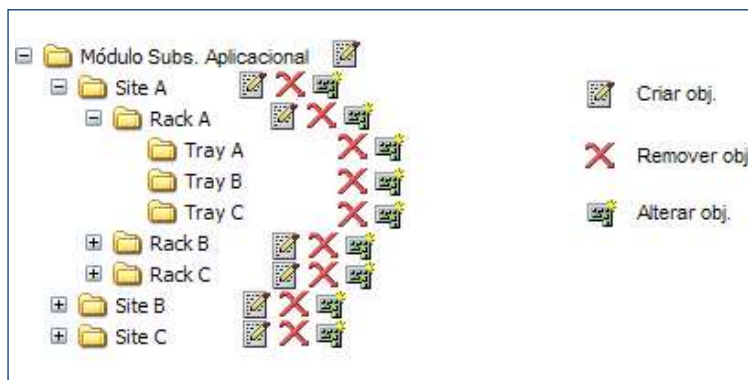 Módulo Subs. Aplicacional
Site A
Rack A
Tray A
Tray B
Tray C
Rack B
Rack C
Site B
Site C
Criar obj.
Remover obj
Alterar obj.